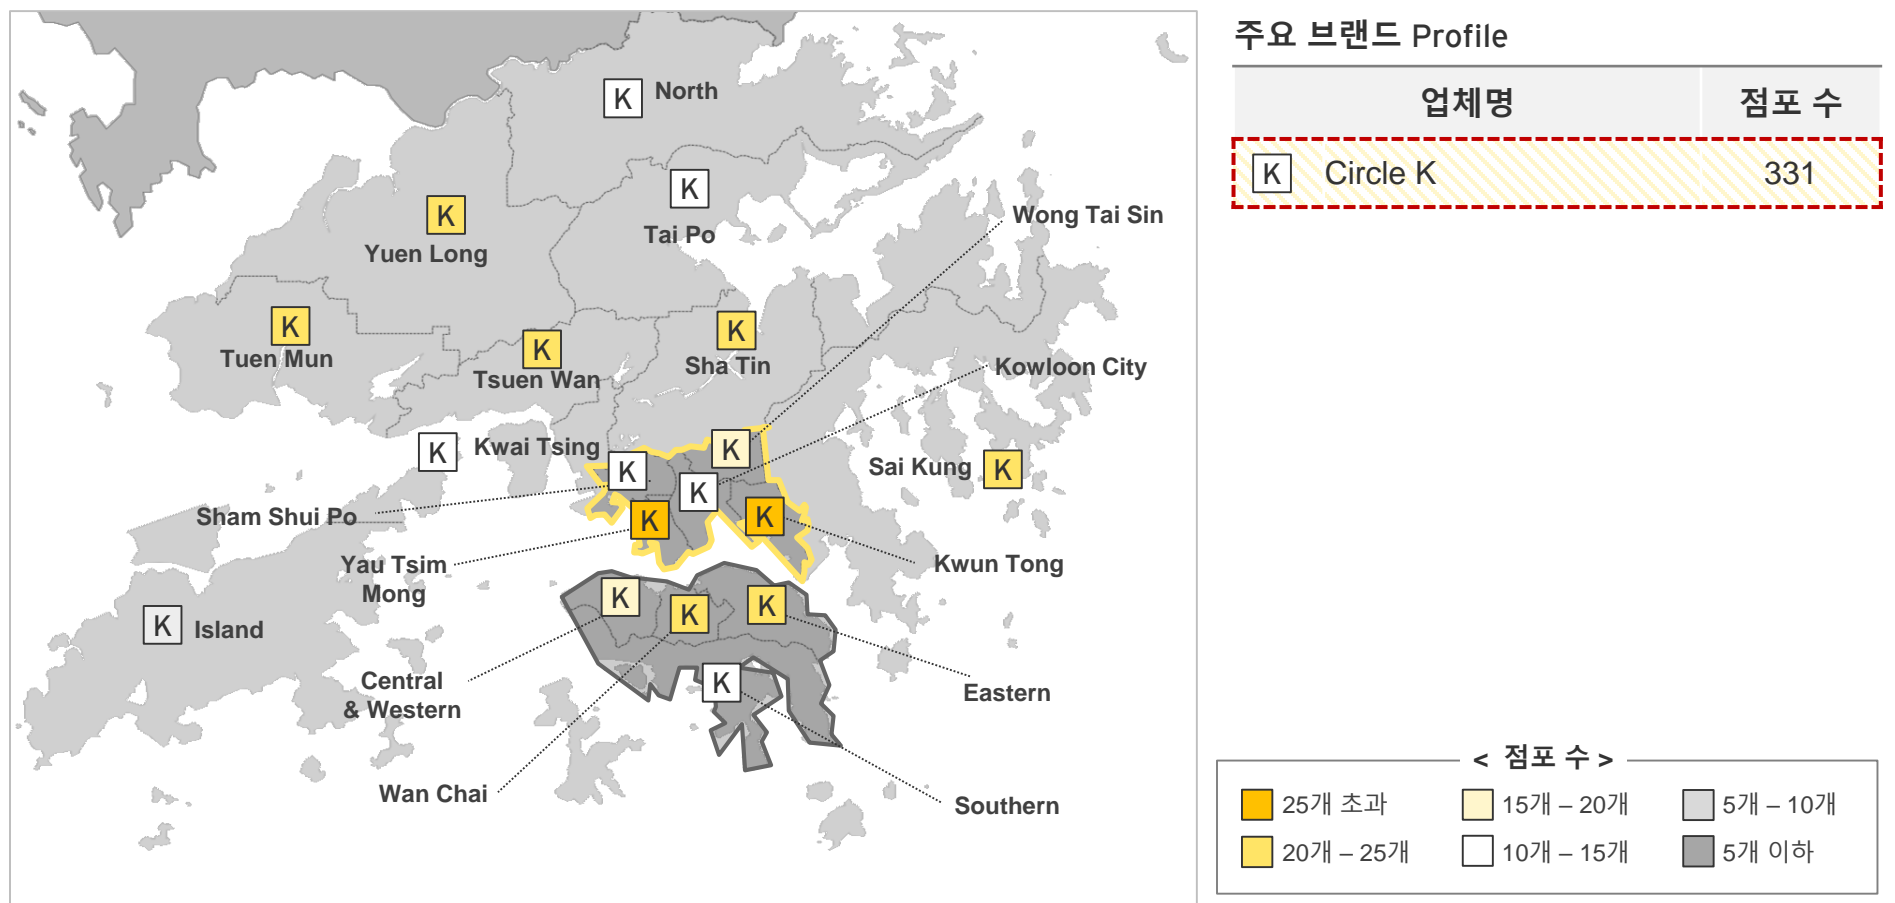 주요 브랜드 Profile
업체명 점포 수
K Circle K 331
K North
K
Tai Po
Wong Tai Sin
K
Yuen Long
K
Tuen Mun
K
Tsuen Wan
K
Sha Tin
Kowloon City
K Kwai Tsing
K
K
Sai Kung K
K
Sham Shui Po
K
K
Yau Tsim
Mong
Kwun Tong
K Island
K
K
K
Central
& Western
K
Eastern
Wan Chai
Southern
< 점포 수 >
25개 초과 15개 – 20개 5개 – 10개
20개 – 25개 10개 – 15개 5개 이하